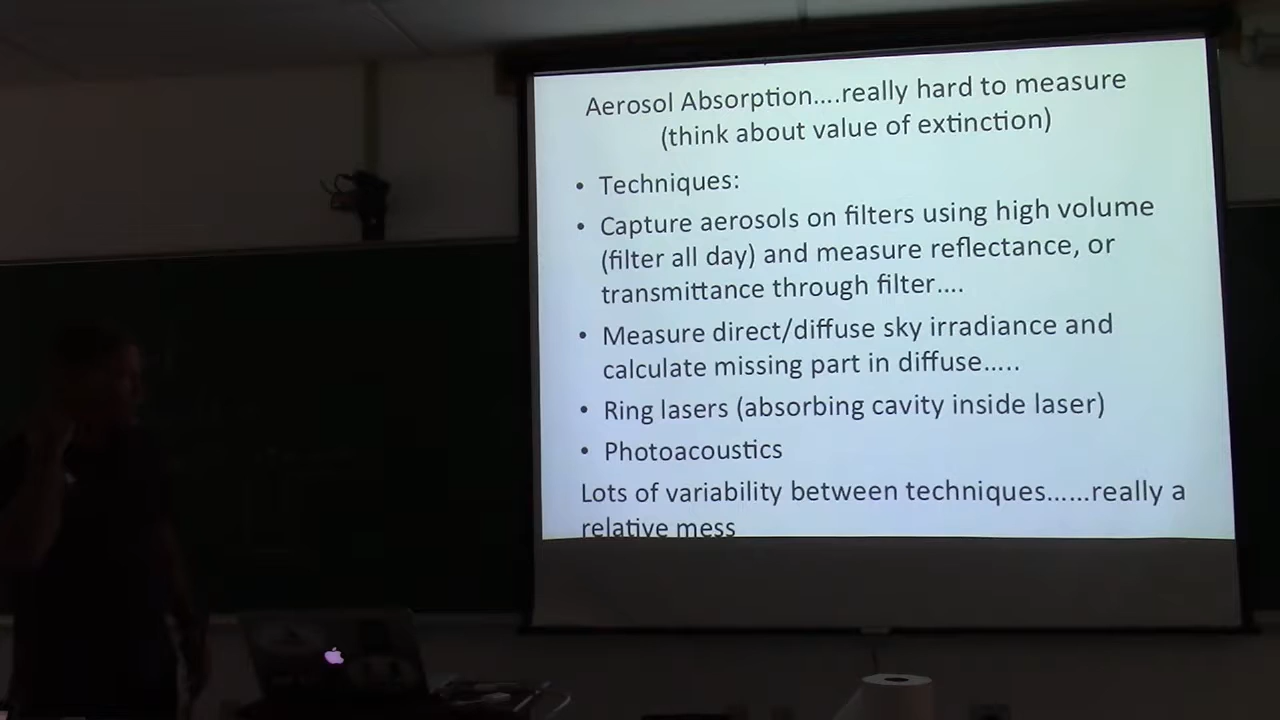 Aerosol Absorption....really hard to measure
(think about value of extinction)
• Techniques:
• Capture aerosols on filters using high volume
(filter all day) and measure reflectance, or
transmittance through filter....
• Measure direct/diffuse sky irradiance and
calculate missing part in diffuse.....
• Ring lasers (absorbing cavity inside laser)
• Photoacoustics
Lots of variability between techniques......really a
relative mess